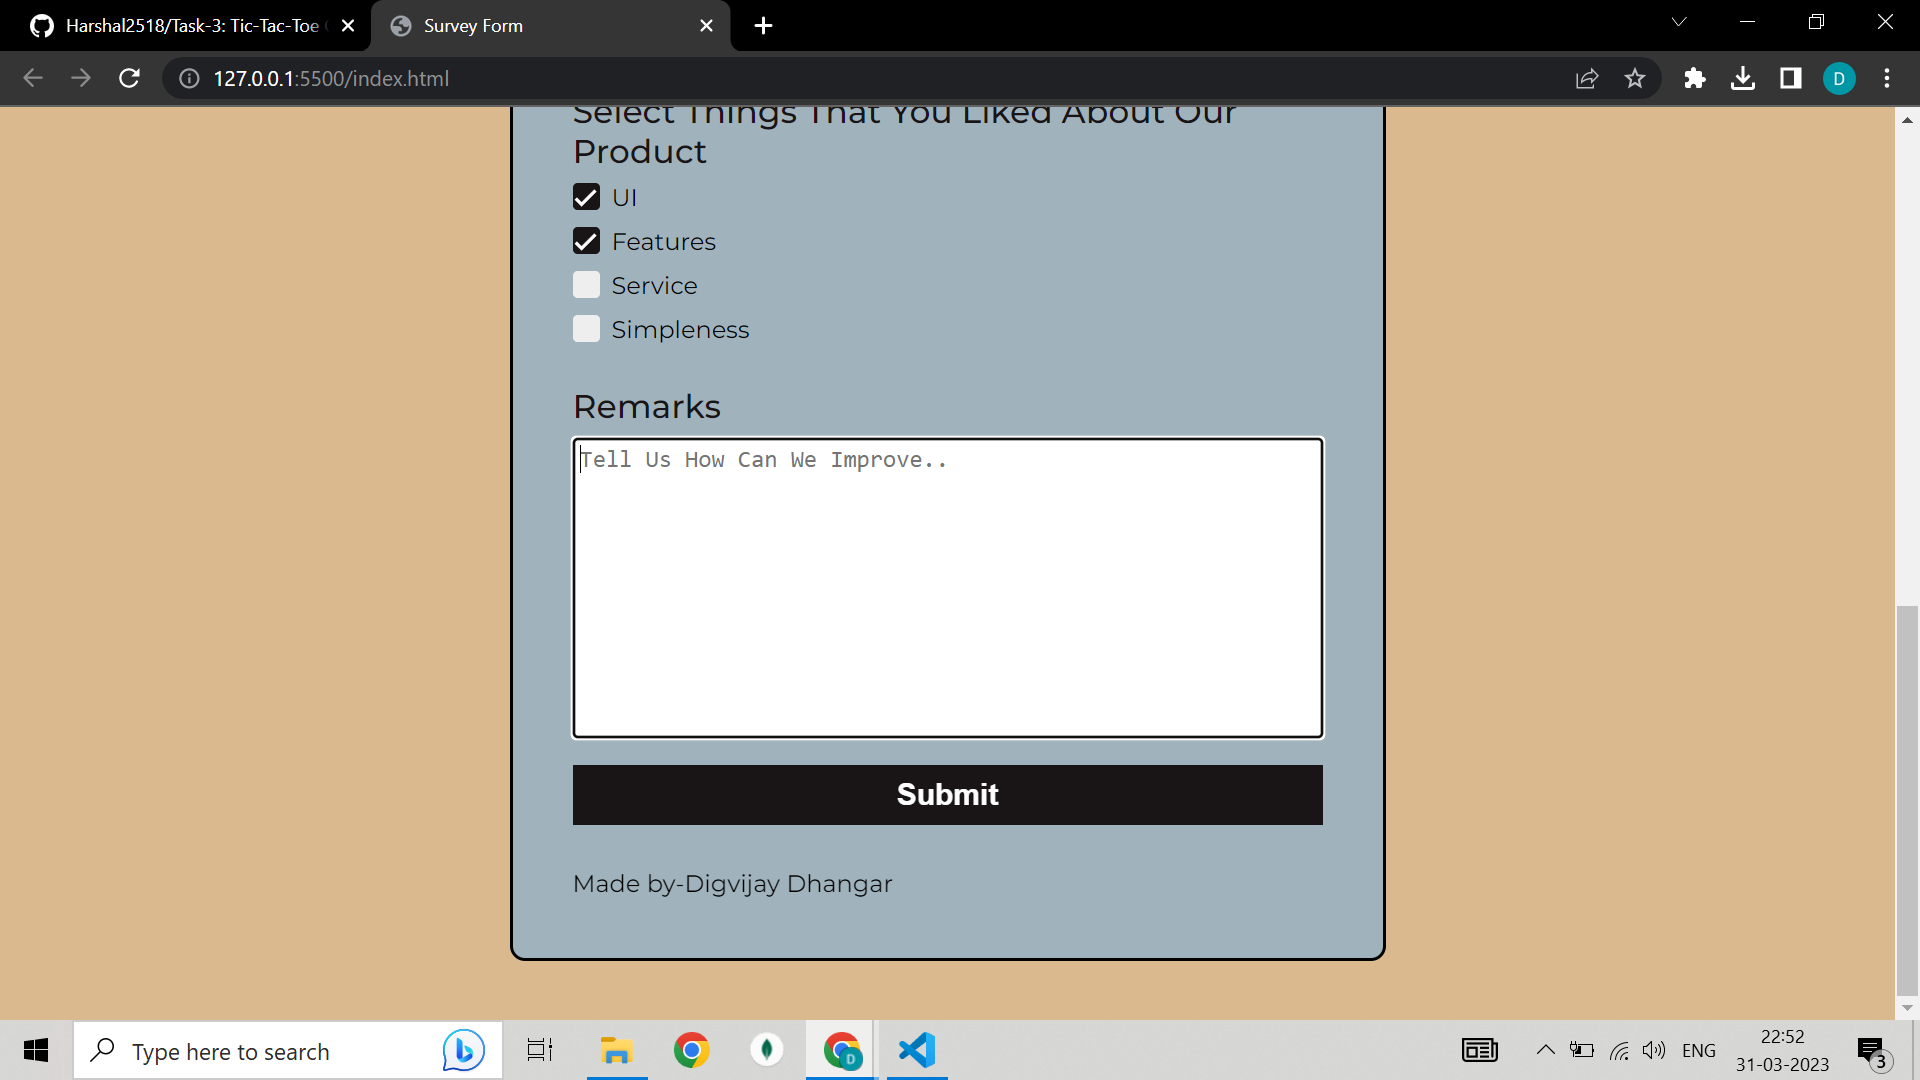 Harshal2518/Task-3: Tic-Tac-Toe
Survey Form
127.0.0.1:5500/index.html
D
Select Things That You Liked About Our
Product
UI
Features
Service
Simpleness
Remarks
Tell Us How Can We Improve..
Submit
Made by-Digvijay Dhangar
Type here to search
D
ENG
22:52
31-03-2023
3